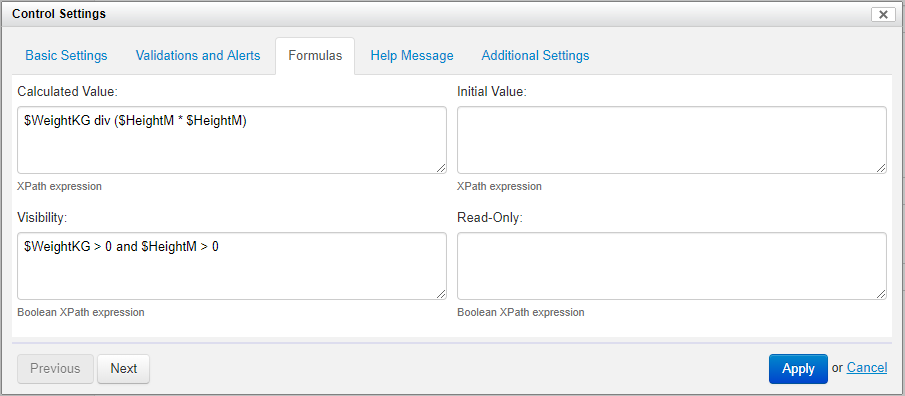 Control Settings
Basic Settings Validations and Alerts Formulas Help Message Additional Settings
Calculated Value: Initial Value:
$WeightKG div ($HeightM * $HeightM)
XPath expression XPath expression
Visibility: Read-Only:
$WeightKG > 0 and $HeightM > 0
Boolean XPath expression Boolean XPath expression
Previous Next Apply or Cancel